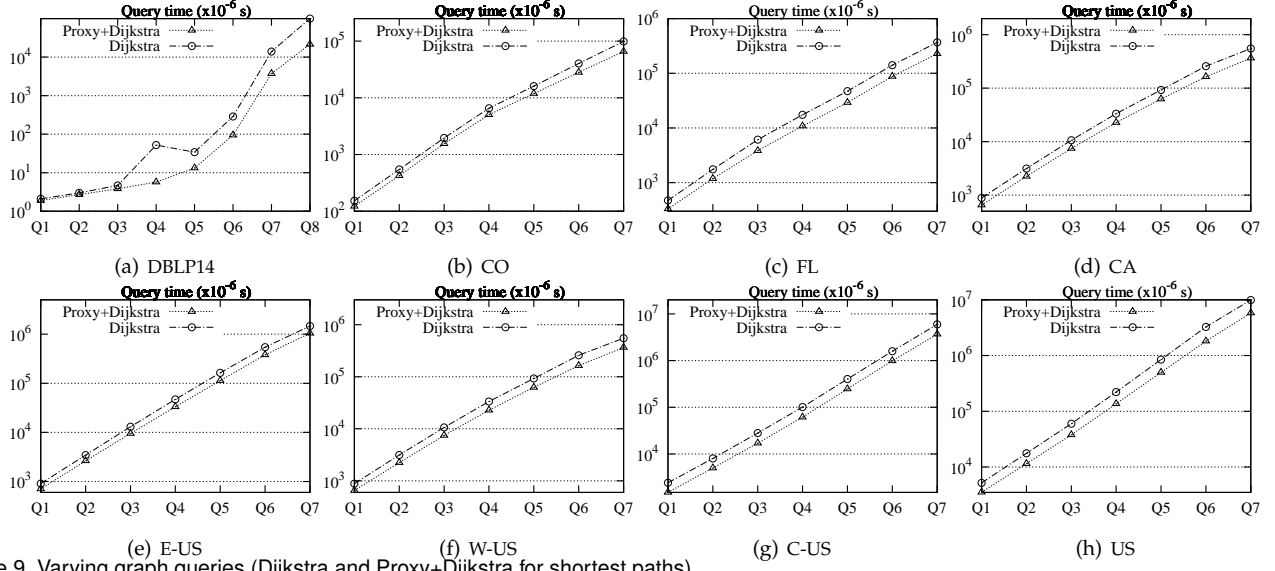 Query time (x10-6 s)
Proxy+Dijkstra
Dijkstra
10^4
10^3
10^2
10^1
10^0
Q1 Q2 Q3 Q4 Q5 Q6 Q7 Q8
(a) DBLP14
Query time (x10-6 s)
Proxy+Dijkstra
Dijkstra
10^5
10^4
10^3
10^2
Q1 Q2 Q3 Q4 Q5 Q6 Q7
(b) CO
Query time (x10-6 s)
Proxy+Dijkstra
Dijkstra
10^6
10^5
10^4
10^3
Q1 Q2 Q3 Q4 Q5 Q6 Q7
(c) FL
Query time (x10-6 s)
Proxy+Dijkstra
Dijkstra
10^6
10^5
10^4
10^3
Q1 Q2 Q3 Q4 Q5 Q6 Q7
(d) CA
Query time (x10-6 s)
Proxy+Dijkstra
Dijkstra
10^6
10^5
10^4
10^3
Q1 Q2 Q3 Q4 Q5 Q6 Q7
(e) E-US
Query time (x10-6 s)
Proxy+Dijkstra
Dijkstra
10^6
10^5
10^4
10^3
Q1 Q2 Q3 Q4 Q5 Q6 Q7
(f) W-US
Query time (x10-6 s)
Proxy+Dijkstra
Dijkstra
10^7
10^6
10^5
10^4
Q1 Q2 Q3 Q4 Q5 Q6 Q7
(g) C-US
Query time (x10-6 s)
Proxy+Dijkstra
Dijkstra
10^7
10^6
10^5
10^4
Q1 Q2 Q3 Q4 Q5 Q6 Q7
(h) US
e 9. Varying graph queries (Dijkstra and Proxy+Dijkstra for shortest paths)